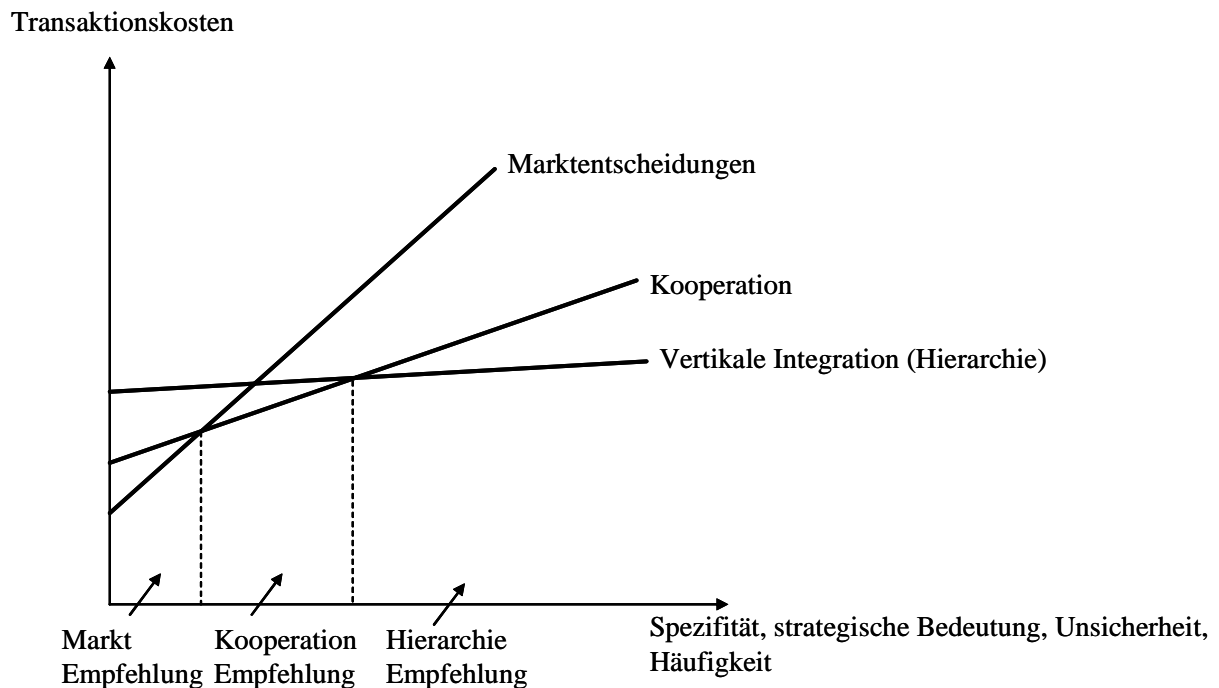 Transaktionskosten
Marktentscheidungen
Kooperation
Vertikale Integration (Hierarchie)
Markt
Empfehlung
Kooperation
Empfehlung
Hierarchie
Empfehlung
Spezifität, strategische Bedeutung, Unsicherheit,
Häufigkeit